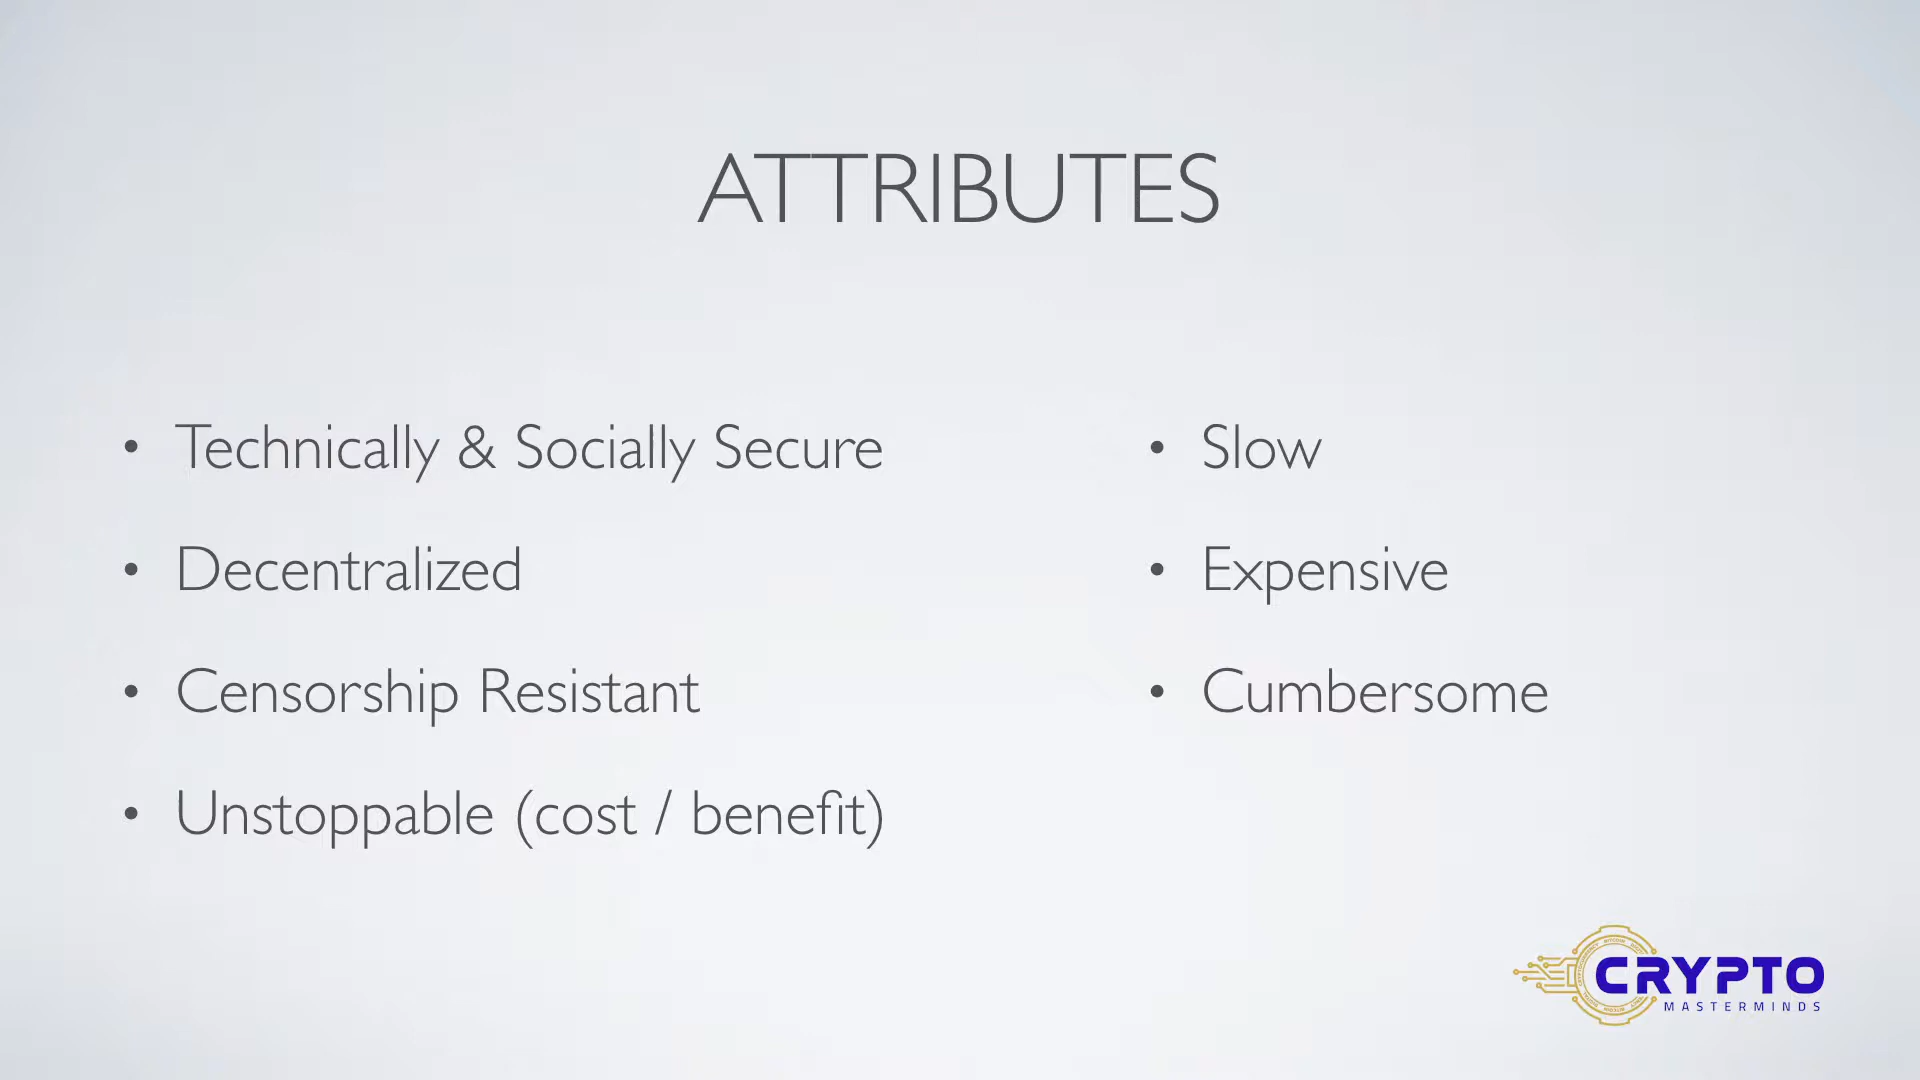 ATTRIBUTES
• Technically & Socially Secure
• Decentralized
• Censorship Resistant
• Unstoppable (cost / benefit)
• Slow
• Expensive
• Cumbersome
CRYPTO
MASTERMINDS